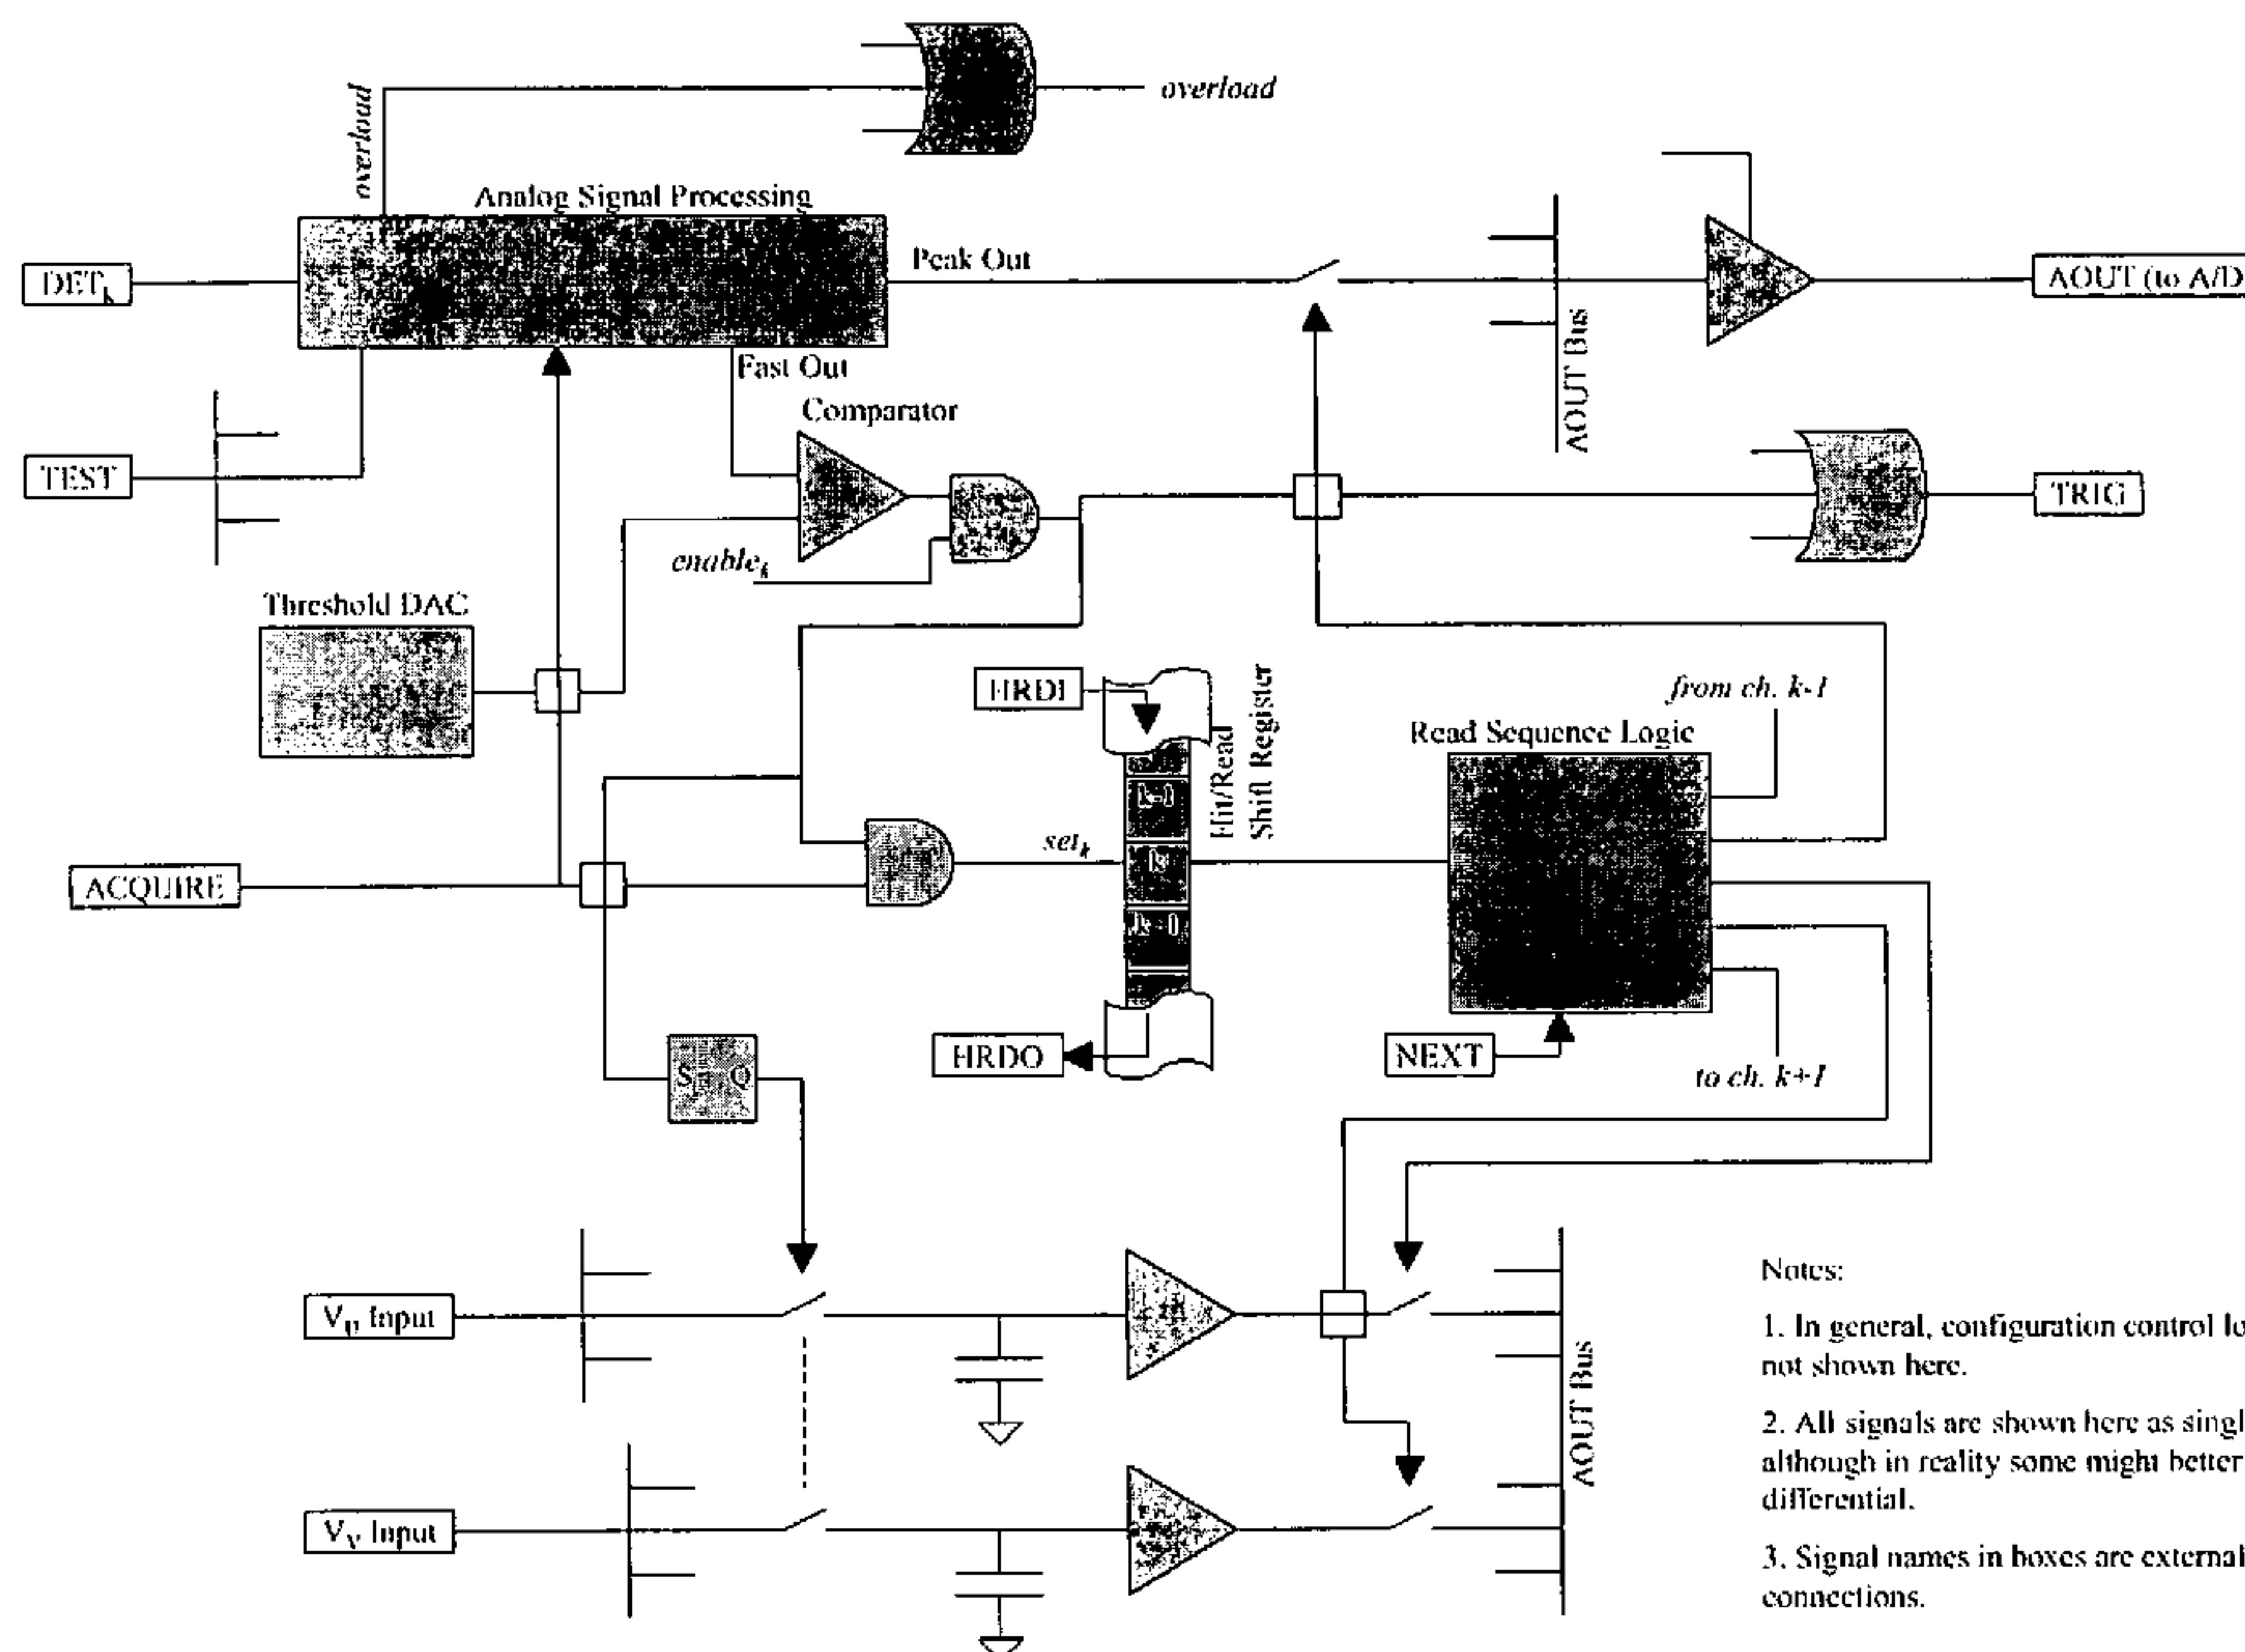 overload
overload
Analog Signal Processing
DETk
Peak Out
AOUT (to A/D
AOUT Bus
Fast Out
Comparator
TEST
TRIG
enablek
Threshold DAC
HRDI
Hit/Read
Shift Register
from ch. k-1
Read Sequence Logic
k-1
setk
k
ACQUIRE
HRDO
NEXT
to ch. k+1
S Q
Notes:
VU Input
1. In general, configuration control lo
not shown here.
AOUT Bus
2. All signals are shown here as singl
although in reality some might better
differential.
VV Input
3. Signal names in boxes are external
connections.